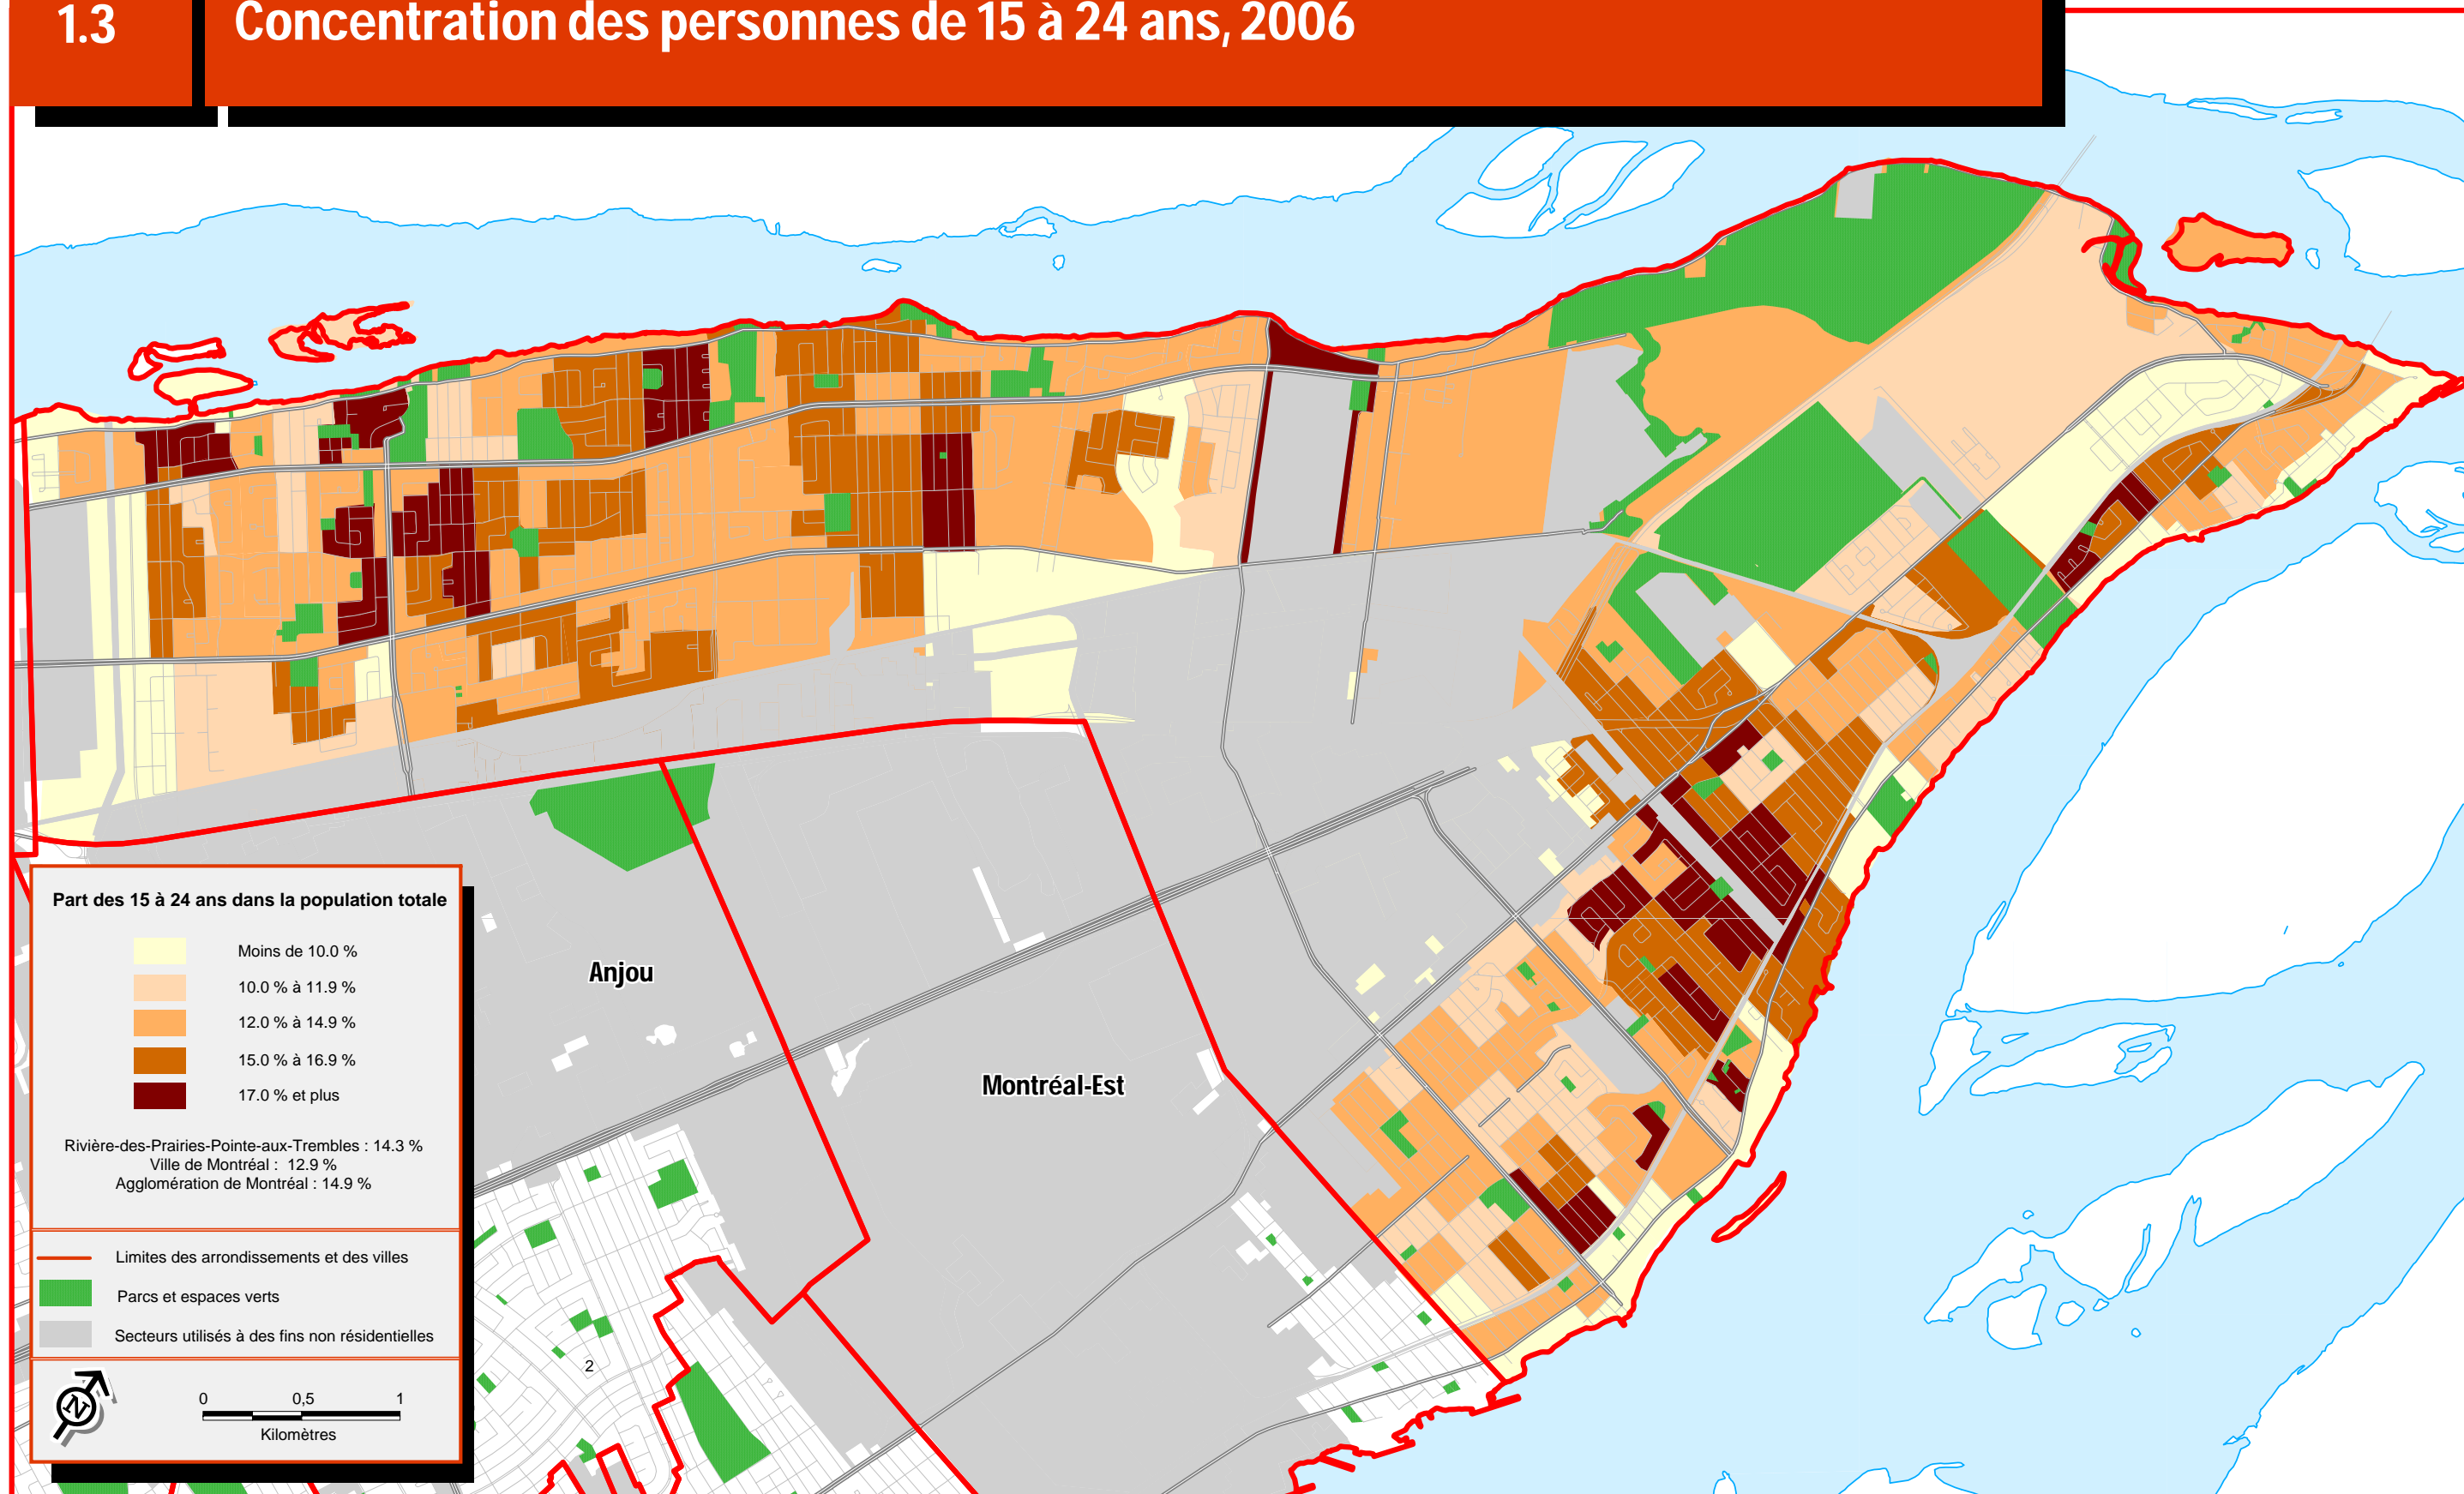 1.3
Concentration des personnes de 15 à 24 ans, 2006
Anjou
Montréal-Est
Part des 15 à 24 ans dans la population totale
Moins de 10.0 %
10.0 % à 11.9 %
12.0 % à 14.9 %
15.0 % à 16.9 %
17.0 % et plus
Rivière-des-Prairies-Pointe-aux-Trembles : 14.3 %
Ville de Montréal : 12.9 %
Agglomération de Montréal : 14.9 %
Limites des arrondissements et des villes
Parcs et espaces verts
Secteurs utilisés à des fins non résidentielles
N
0 0,5 1
Kilomètres
2